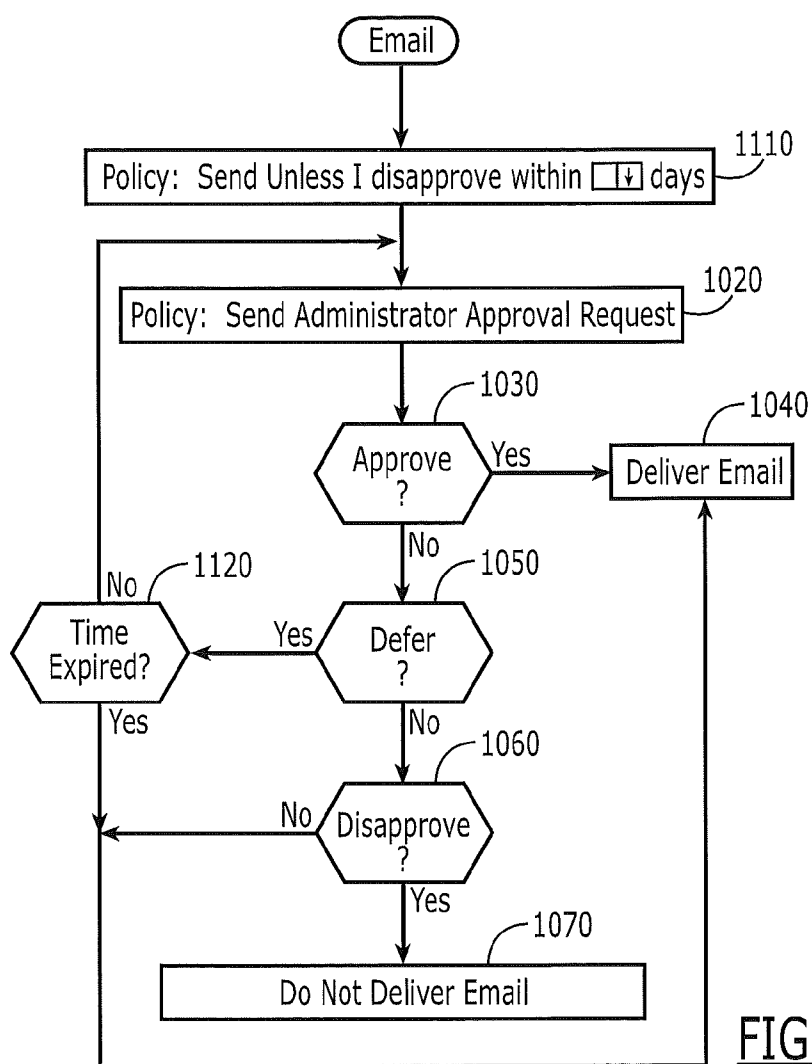 Email
1110
Policy: Send Unless I disapprove within ↓ days
1020
Policy: Send Administrator Approval Request
1030
1040
Approve
?
Yes
Deliver Email
No
1120
1050
No
Time
Expired?
Yes
Defer
?
Yes
No
1060
No
Disapprove
?
Yes
1070
Do Not Deliver Email
FIG